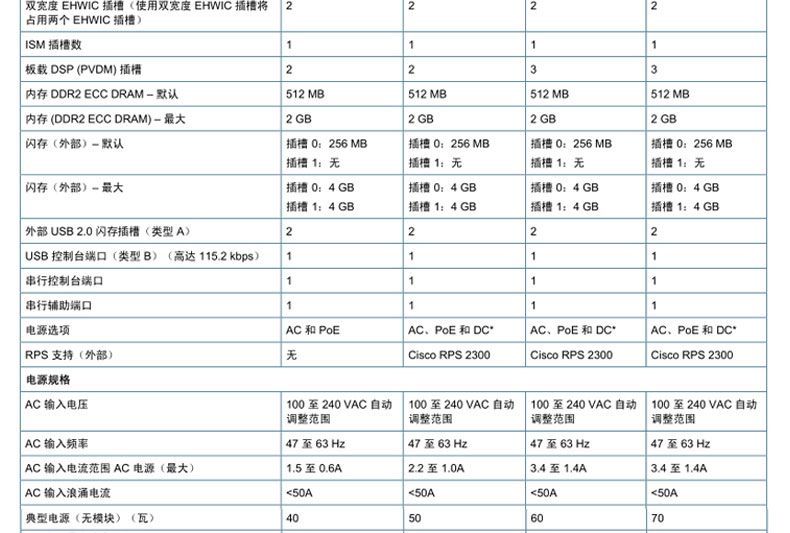 双宽度 EHWIC 插槽（使用双宽度 EHWIC 插槽将 2 2 2 2
占用两个 EHWIC 插槽）
ISM 插槽数 1 1 1 1
板载 DSP (PVDM) 插槽 2 2 3 3
内存 DDR2 ECC DRAM – 默认 512 MB 512 MB 512 MB 512 MB
内存 (DDR2 ECC DRAM) – 最大 2 GB 2 GB 2 GB 2 GB
闪存（外部）– 默认 插槽 0：256 MB 插槽 0：256 MB 插槽 0：256 MB 插槽 0：256 MB
插槽 1：无 插槽 1：无 插槽 1：无 插槽 1：无
闪存（外部）– 最大 插槽 0：4 GB 插槽 0：4 GB 插槽 0：4 GB 插槽 0：4 GB
插槽 1：4 GB 插槽 1：4 GB 插槽 1：4 GB 插槽 1：4 GB
外部 USB 2.0 闪存插槽（类型 A） 2 2 2 2
USB 控制台端口（类型 B）（高达 115.2 kbps） 1 1 1 1
串行控制台端口 1 1 1 1
串行辅助端口 1 1 1 1
电源选项 AC 和 PoE AC、PoE 和 DC* AC、PoE 和 DC* AC、PoE 和 DC*
RPS 支持（外部） 无 Cisco RPS 2300 Cisco RPS 2300 Cisco RPS 2300
电源规格
AC 输入电压 100 至 240 VAC 自动 100 至 240 VAC 自动 100 至 240 VAC 自动 100 至 240 VAC 自动
调整范围 调整范围 调整范围 调整范围
AC 输入频率 47 至 63 Hz 47 至 63 Hz 47 至 63 Hz 47 至 63 Hz
AC 输入电流范围 AC 电源（最大） 1.5 至 0.6A 2.2 至 1.0A 3.4 至 1.4A 3.4 至 1.4A
AC 输入浪涌电流 <50A <50A <50A <50A
典型电源（无模块）（瓦） 40 50 60 70